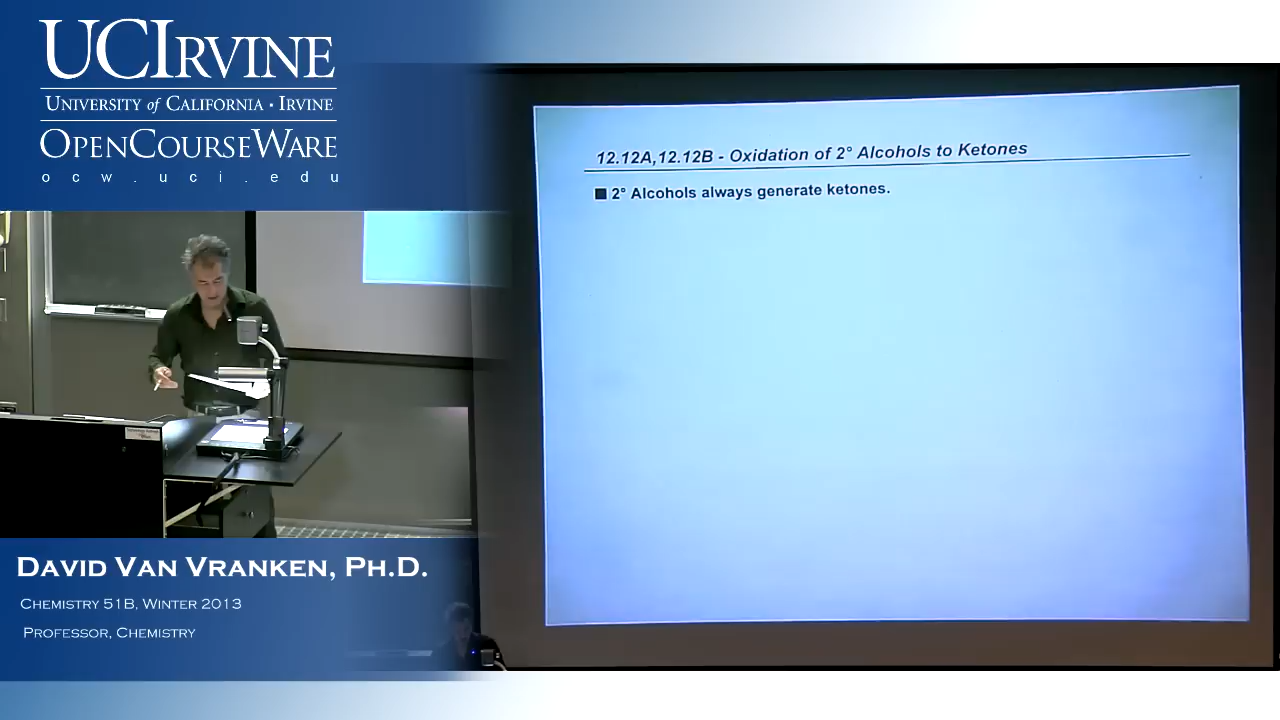 UCIRVINE
UNIVERSITY of CALIFORNIA · IRVINE
OPENCOURSEWARE
ocw.uci.edu
12.12A,12.12B - Oxidation of 2° Alcohols to Ketones
■ 2° Alcohols always generate ketones.
DAVID VAN VRANKEN, PH.D.
CHEMISTRY 51B, WINTER 2013
PROFESSOR, CHEMISTRY